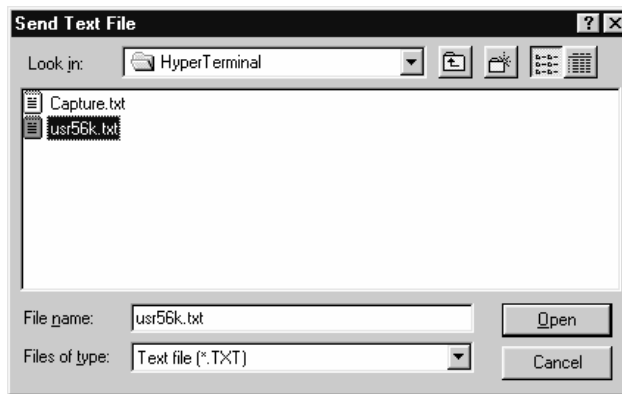 Send Text File
Look in: HyperTerminal
Capture.txt
usr56k.txt
File name: usr56k.txt Open
Files of type: Text file (*.TXT) Cancel